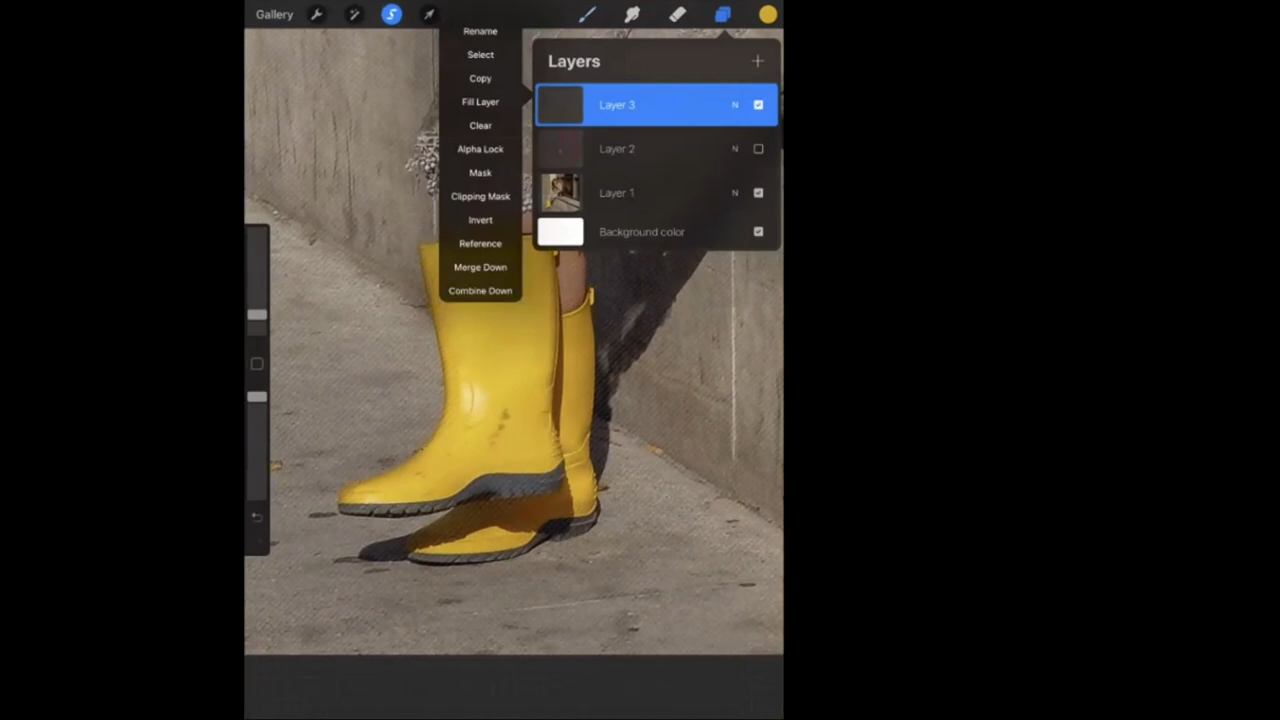 Gallery
Rename
Select
Copy
Fill Layer
Clear
Alpha Lock
Mask
Clipping Mask
Invert
Reference
Merge Down
Combine Down
Layers
Layer 3 N
Layer 2 N
Layer 1 N
Background color